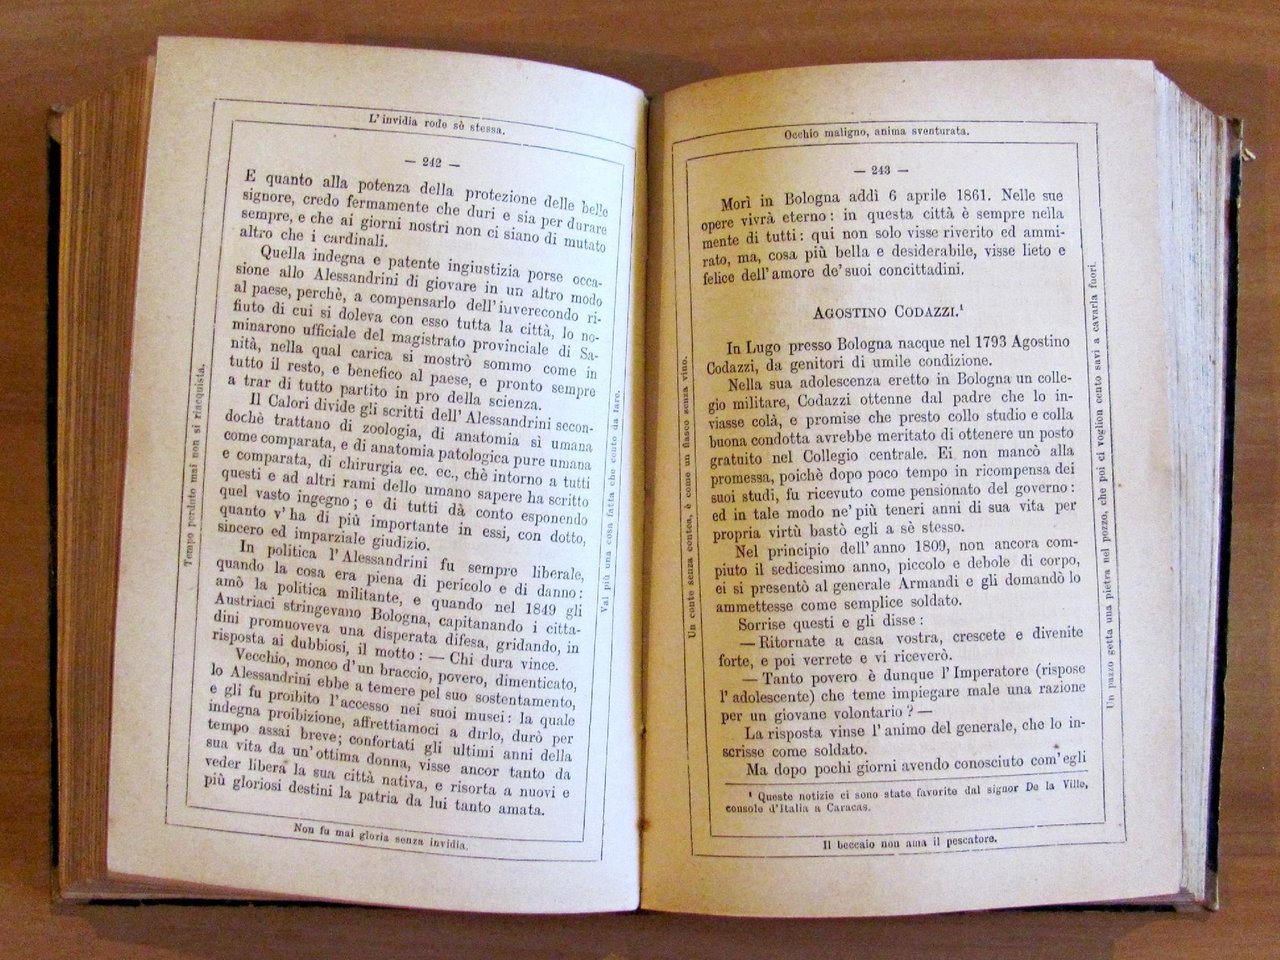 L'invidia rode sè stessa.
— 242 —
E quanto alla potenza della protezione delle belle
signore, credo fermamente che duri e sia per durare
sempre, e che ai giorni nostri non ci siano di mutato
altro che i cardinali.
Quella indegna e patente ingiustizia porse occa-
sione allo Alessandrini di giovare in un altro modo
al paese, perchè, a compensarlo dell'inverecondo ri-
fiuto di cui si doleva con esso tutta la città, lo no-
minarono ufficiale del magistrato provinciale di Sa-
nità, nella qual carica si mostrò sommo come in
tutto il resto, e benefico al paese, e pronto sempre
a trar di tutto partito in pro della scienza.
Il Calori divide gli scritti dell'Alessandrini secon-
dochè trattano di zoologia, di anatomia sì umana
come comparata, e di anatomia patologica pure umana
e comparata, di chirurgia ec. ec., chè intorno a tutti
questi e ad altri rami dello umano sapere ha scritto
quel vasto ingegno; e di tutti dà conto esponendo
quanto v'ha di più importante in essi, con dotto,
sincero ed imparziale giudizio.
In politica l'Alessandrini fu sempre liberale,
quando la cosa era piena di pericolo e di danno:
amò la politica militante, e quando nel 1849 gli
Austriaci stringevano Bologna, capitanando i citta-
dini promuoveva una disperata difesa, gridando, in
risposta ai dubbiosi, il motto: — Chi dura vince.
Vecchio, monco d'un braccio, povero, dimenticato,
lo Alessandrini ebbe a temere pel suo sostentamento,
e gli fu proibito l'accesso nei suoi musei: la quale
indegna proibizione, affrettiamoci a dirlo, durò per
tempo assai breve; confortati gli ultimi anni della
sua vita da un'ottima donna, visse ancor tanto da
veder libera la sua città nativa, e risorta a nuovi e
più gloriosi destini la patria da lui tanto amata.
Non fu mai gloria senza invidia.
Tempo perduto mai non si riacquista.
Val più una cosa fatta che cento da fare.
Occhio maligno, anima sventurata.
— 243 —
Morì in Bologna addì 6 aprile 1861. Nelle sue
opere vivrà eterno: in questa città è sempre nella
mente di tutti: qui non solo visse riverito ed ammi-
rato, ma, cosa più bella e desiderabile, visse lieto e
felice dell'amore de'suoi concittadini.
AGOSTINO CODAZZI.¹
In Lugo presso Bologna nacque nel 1793 Agostino
Codazzi, da genitori di umile condizione.
Nella sua adolescenza eretto in Bologna un colle-
gio militare, Codazzi ottenne dal padre che lo in-
viasse colà, e promise che presto collo studio e colla
buona condotta avrebbe meritato di ottenere un posto
gratuito nel Collegio centrale. Ei non mancò alla
promessa, poichè dopo poco tempo in ricompensa dei
suoi studi, fu ricevuto come pensionato del governo:
ed in tale modo ne'più teneri anni di sua vita per
propria virtù bastò egli a sè stesso.
Nel principio dell'anno 1809, non ancora com-
piuto il sedicesimo anno, piccolo e debole di corpo,
ei si presentò al generale Armandi e gli domandò lo
ammettesse come semplice soldato.
Sorrise questi e gli disse:
— Ritornate a casa vostra, crescete e divenite
forte, e poi verrete e vi riceverò.
— Tanto povero è dunque l'Imperatore (rispose
l'adolescente) che teme impiegare male una razione
per un giovane volontario? —
La risposta vinse l'animo del generale, che lo in-
scrisse come soldato.
Ma dopo pochi giorni avendo conosciuto com'egli
¹ Queste notizie ci sono state favorite dal signor De la Ville,
console d'Italia a Caracas.
Il beccaio non ama il pescatore.
Un conte senza contea, è come un fiasco senza vino.
Un pazzo getta una pietra nel pozzo, che poi ci voglion cento savi a cavarla fuori.